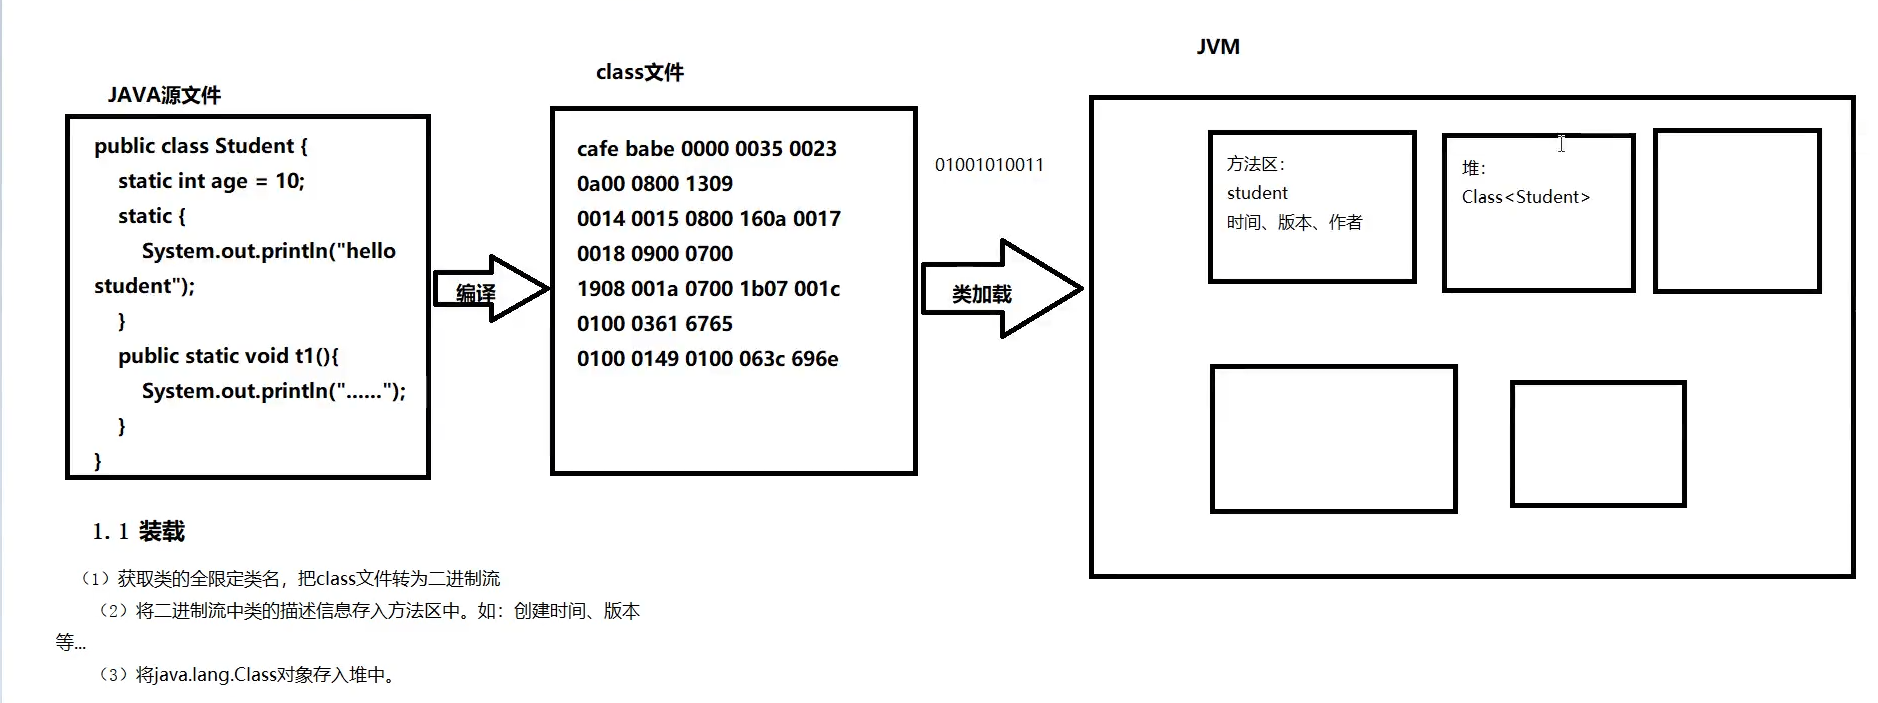 JAVA源文件
public class Student {
static int age = 10;
static {
System.out.println("hello
student");
}
public static void t1(){
System.out.println("......");
}
}
编译
class文件
cafe babe 0000 0035 0023
0a00 0800 1309
0014 0015 0800 160a 0017
0018 0900 0700
1908 001a 0700 1b07 001c
0100 0361 6765
0100 0149 0100 063c 696e
01001010011
类加载
JVM
方法区：
student
时间、版本、作者
堆：
Class<Student>
1. 1 装载
（1）获取类的全限定类名，把class文件转为二进制流
（2）将二进制流中类的描述信息存入方法区中。如：创建时间、版本
等...
（3）将java.lang.Class对象存入堆中。